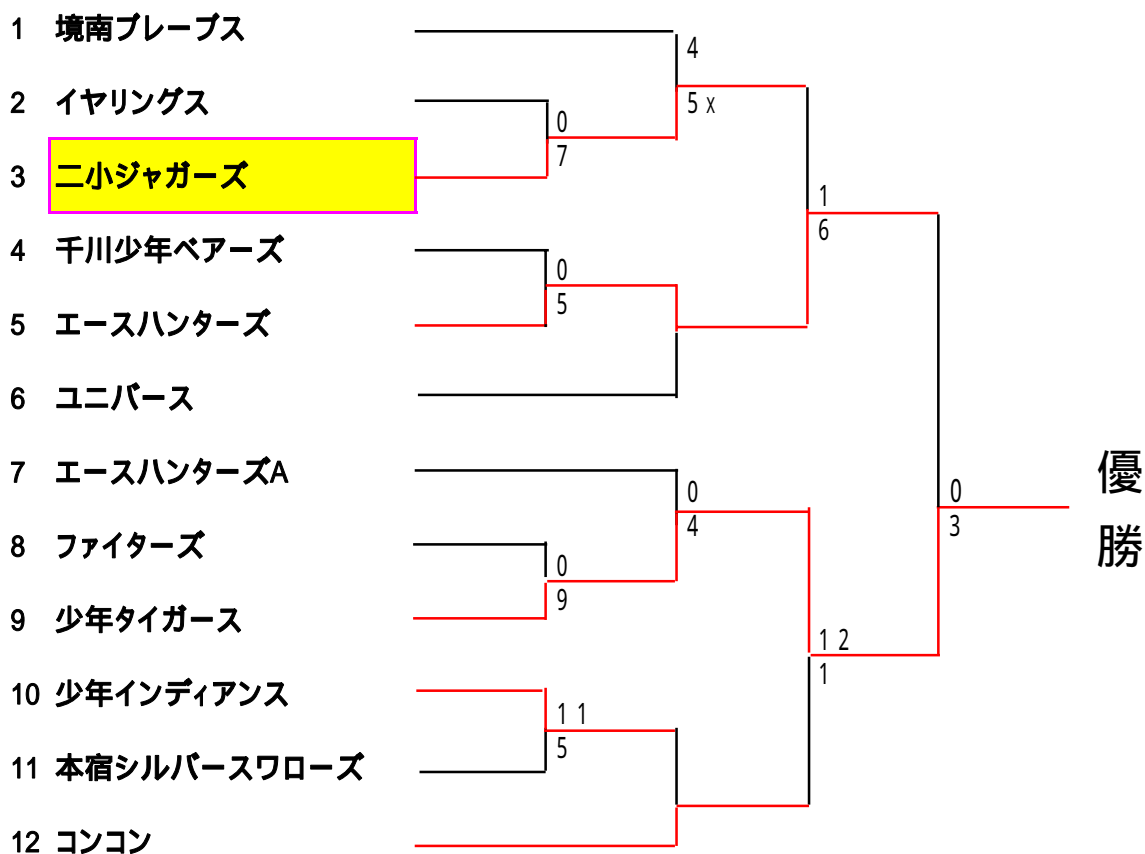 1 境南ブレーブス
4
2 イヤリングス
5 x
0
7
3 二小ジャガーズ
1
6
4 千川少年ベアーズ
0
5
5 エースハンターズ
6 ユニバース
7 エースハンターズA
0
4
優
勝
0
3
8 ファイターズ
0
9
9 少年タイガース
1 2
1
10 少年インディアンス
1 1
5
11 本宿シルバースワローズ
12 コンコン